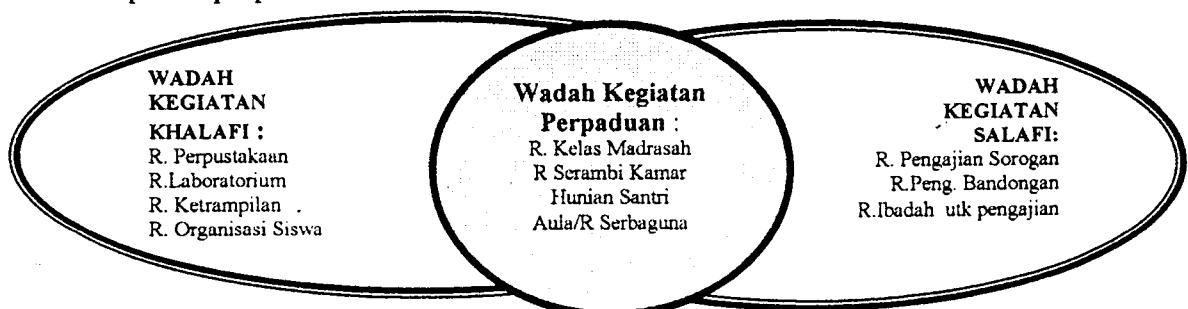 WADAH
KEGIATAN
KHALAFI :
R. Perpustakaan
R.Laboratorium
R. Ketrampilan .
R. Organisasi Siswa
Wadah Kegiatan
Perpaduan :
R. Kelas Madrasah
R Serambi Kamar
Hunian Santri
Aula/R Serbaguna
WADAH
KEGIATAN
SALAFI:
R. Pengajian Sorogan
R.Peng. Bandongan
R.Ibadah utk pengajian